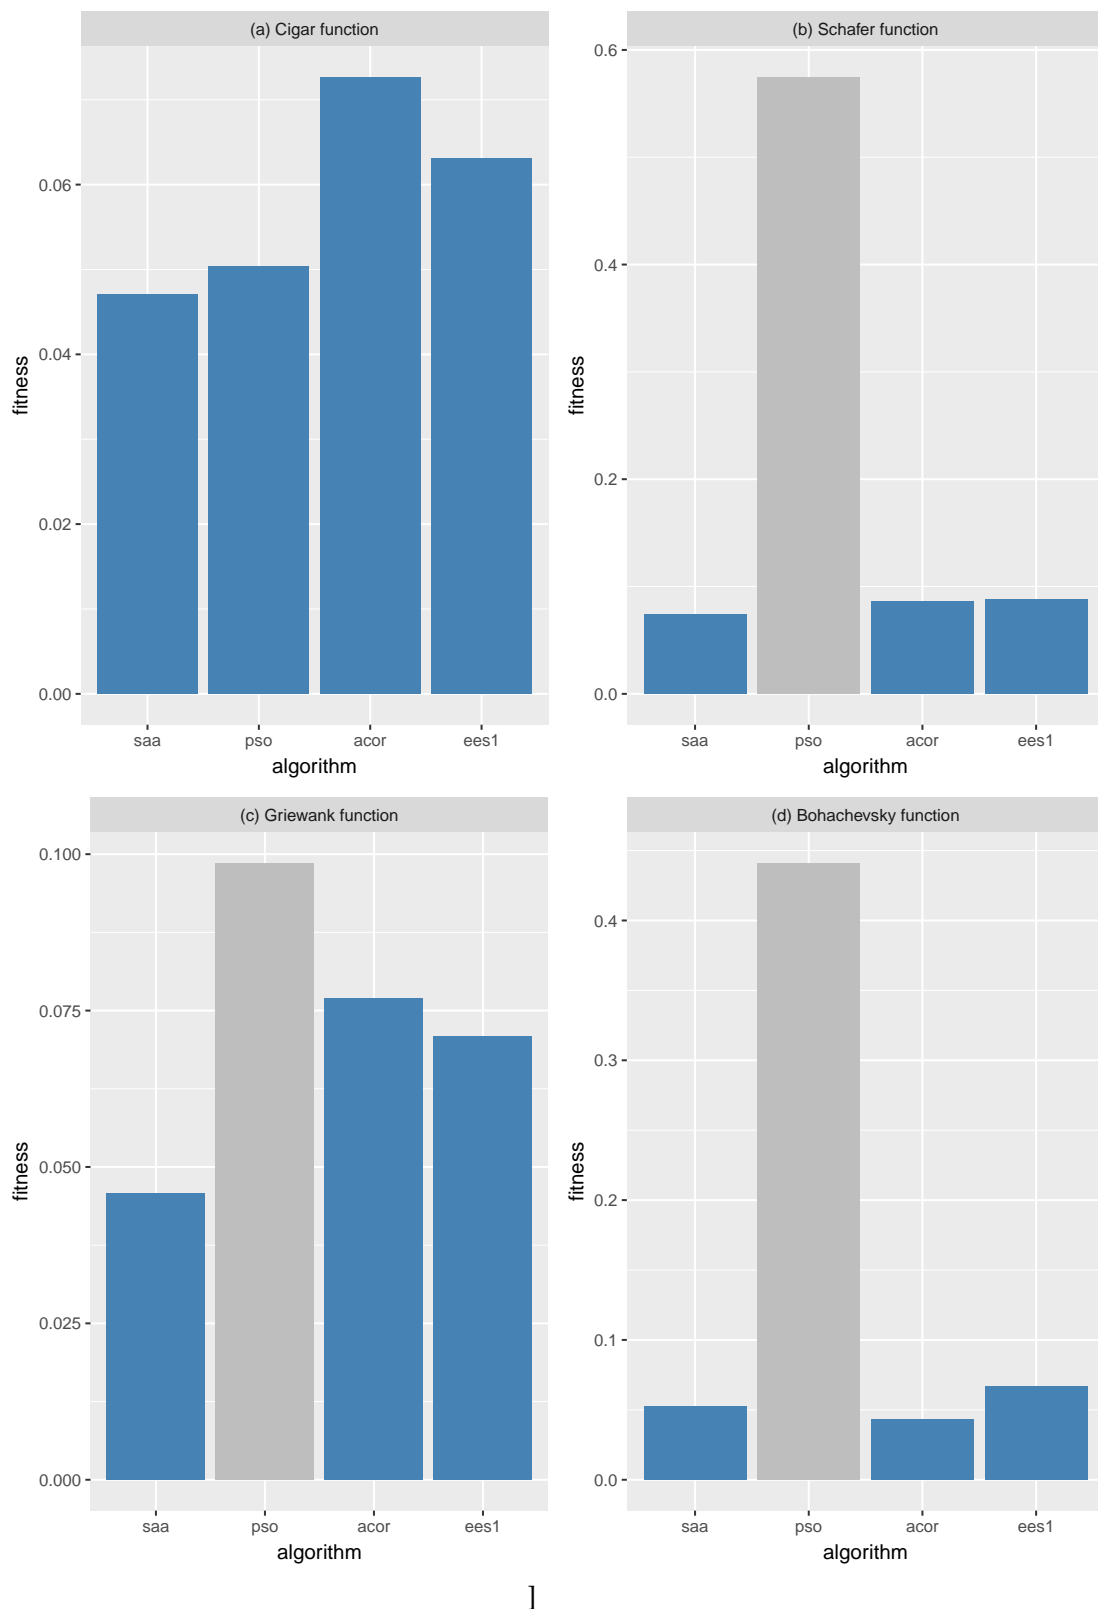 (a) Cigar function
0.06
0.04
0.02
0.00
fitness
saa pso acor ees1
algorithm
(b) Schafer function
0.6
0.4
0.2
0.0
fitness
saa pso acor ees1
algorithm
(c) Griewank function
0.100
0.075
0.050
0.025
0.000
fitness
saa pso acor ees1
algorithm
(d) Bohachevsky function
0.4
0.3
0.2
0.1
0.0
fitness
saa pso acor ees1
algorithm
]